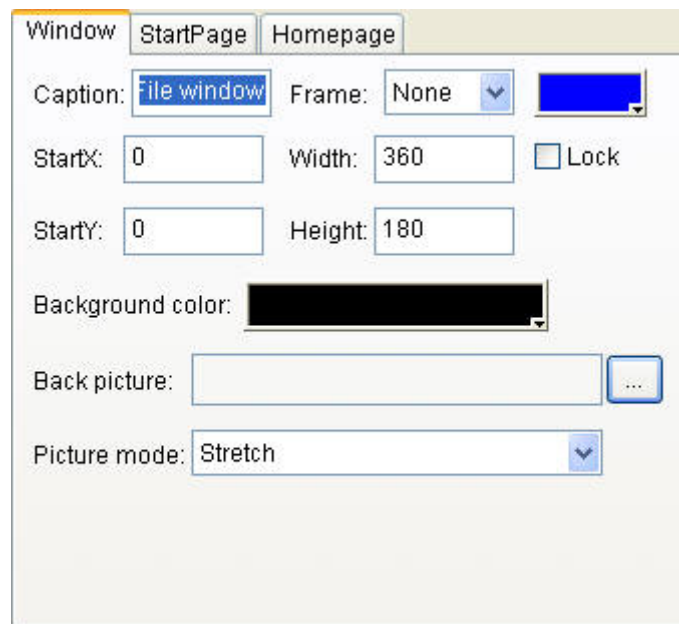 Window StartPage Homepage
Caption: File window Frame: None
StartX: 0 Width: 360 Lock
StartY: 0 Height: 180
Background color:
Back picture: ...
Picture mode: Stretch